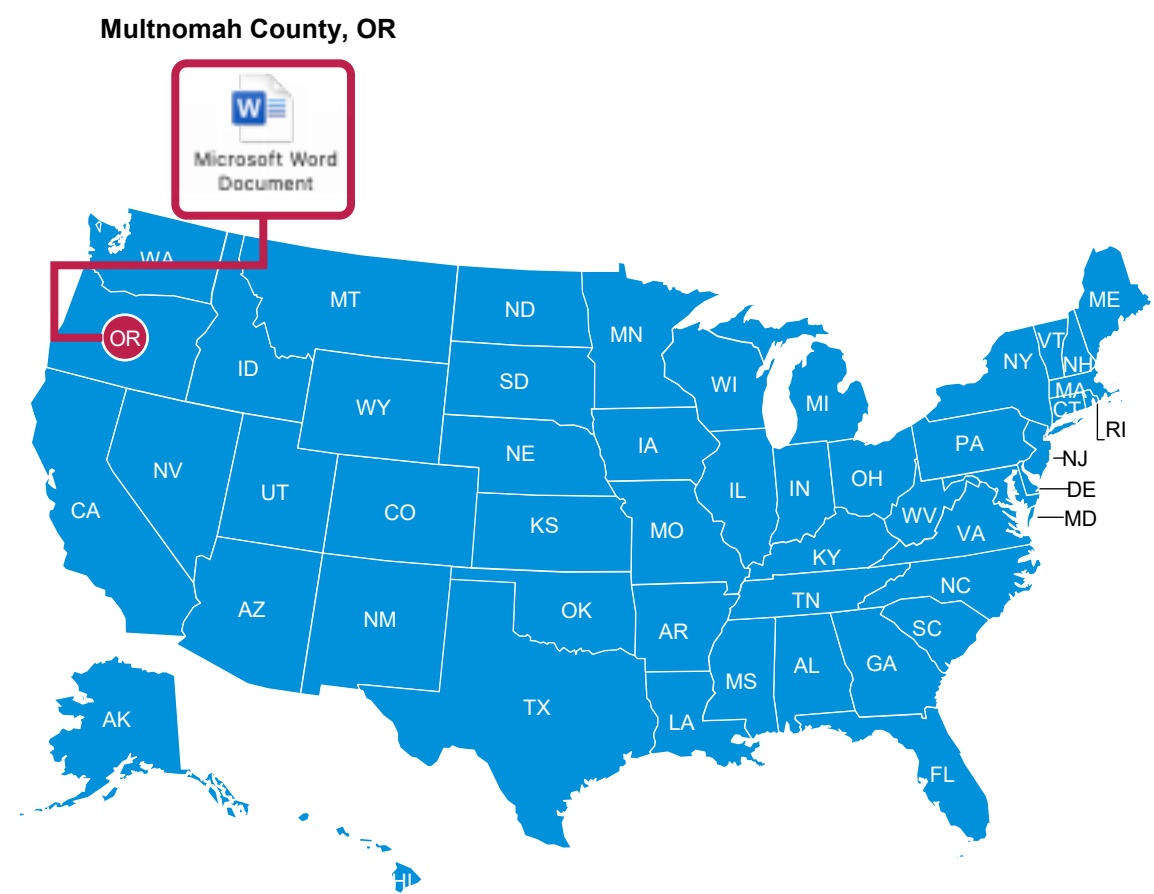 Multnomah County, OR
W
Microsoft Word
Document
WA
MT
ND
MN
ME
OR
ID
SD
WI
MI
NY
VT
NH
MA
CT
RI
WY
NE
IA
PA
NJ
NV
UT
CO
KS
MO
IL
IN
OH
WV
VA
DE
MD
CA
KY
AZ
NM
OK
AR
TN
NC
SC
TX
LA
MS
AL
GA
FL
AK
HI